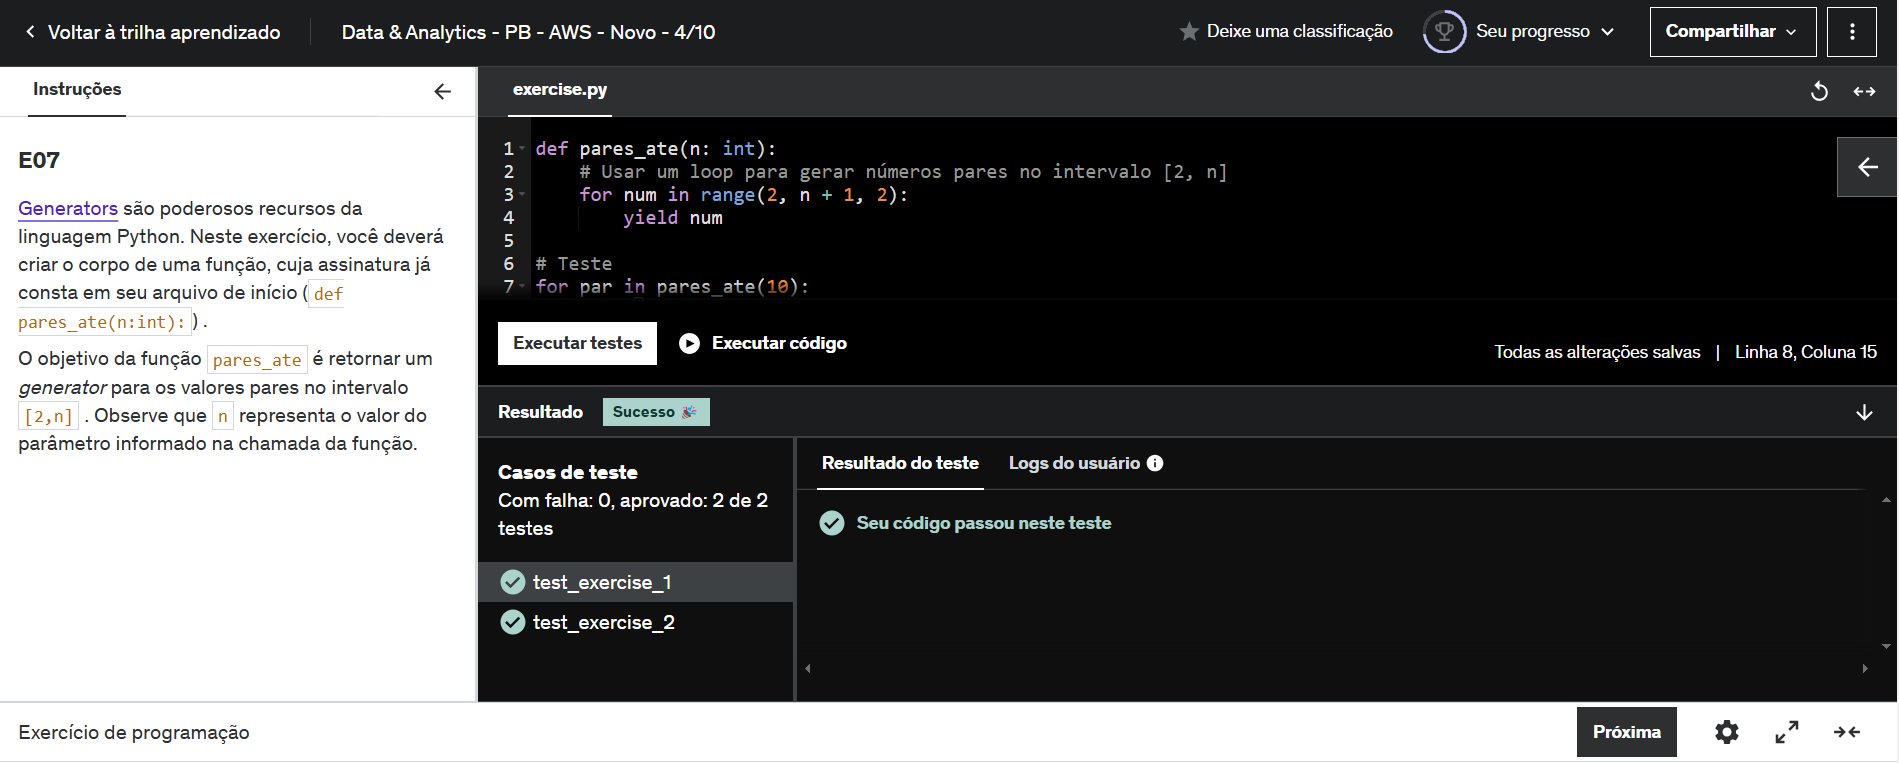 Voltar à trilha aprendizado
Data & Analytics - PB - AWS - Novo - 4/10
Deixe uma classificação
Seu progresso
Compartilhar
Instruções
E07
Generators são poderosos recursos da
linguagem Python. Neste exercício, você deverá
criar o corpo de uma função, cuja assinatura já
consta em seu arquivo de início (def
pares_ate(n:int):) .
O objetivo da função pares_ate é retornar um
generator para os valores pares no intervalo
[2,n] . Observe que n representa o valor do
parâmetro informado na chamada da função.
exercise.py
1 def pares_ate(n: int):
2     # Usar um loop para gerar números pares no intervalo [2, n]
3     for num in range(2, n + 1, 2):
4         yield num
5
6 # Teste
7 for par in pares_ate(10):
Executar testes
Executar código
Todas as alterações salvas | Linha 8, Coluna 15
Resultado
Sucesso 🎉
Casos de teste
Com falha: 0, aprovado: 2 de 2
testes
test_exercise_1
test_exercise_2
Resultado do teste
Logs do usuário
Seu código passou neste teste
Exercício de programação
Próxima